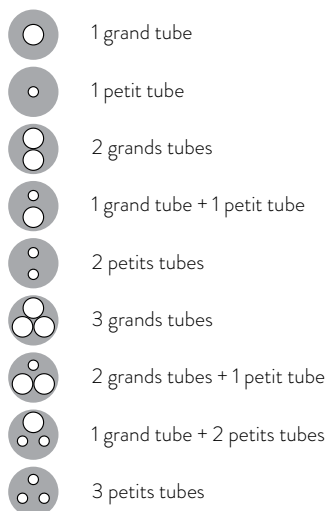 1 grand tube
1 petit tube
2 grands tubes
1 grand tube + 1 petit tube
2 petits tubes
3 grands tubes
2 grands tubes + 1 petit tube
1 grand tube + 2 petits tubes
3 petits tubes